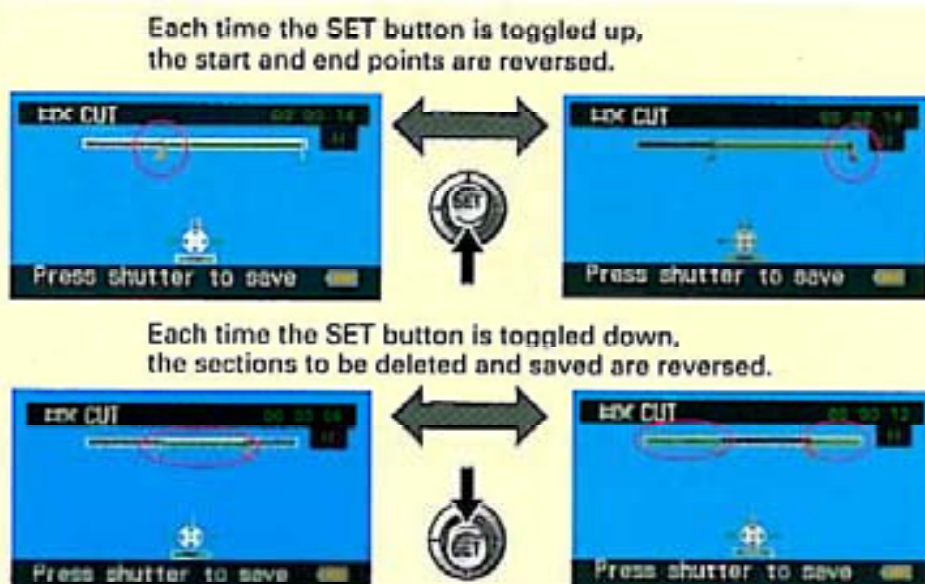 Each time the SET button is toggled up,
the start and end points are reversed.
CUT
CUT
SET
Press shutter to save
Press shutter to save
Each time the SET button is toggled down,
the sections to be deleted and saved are reversed.
CUT
CUT
SET
Press shutter to save
Press shutter to save